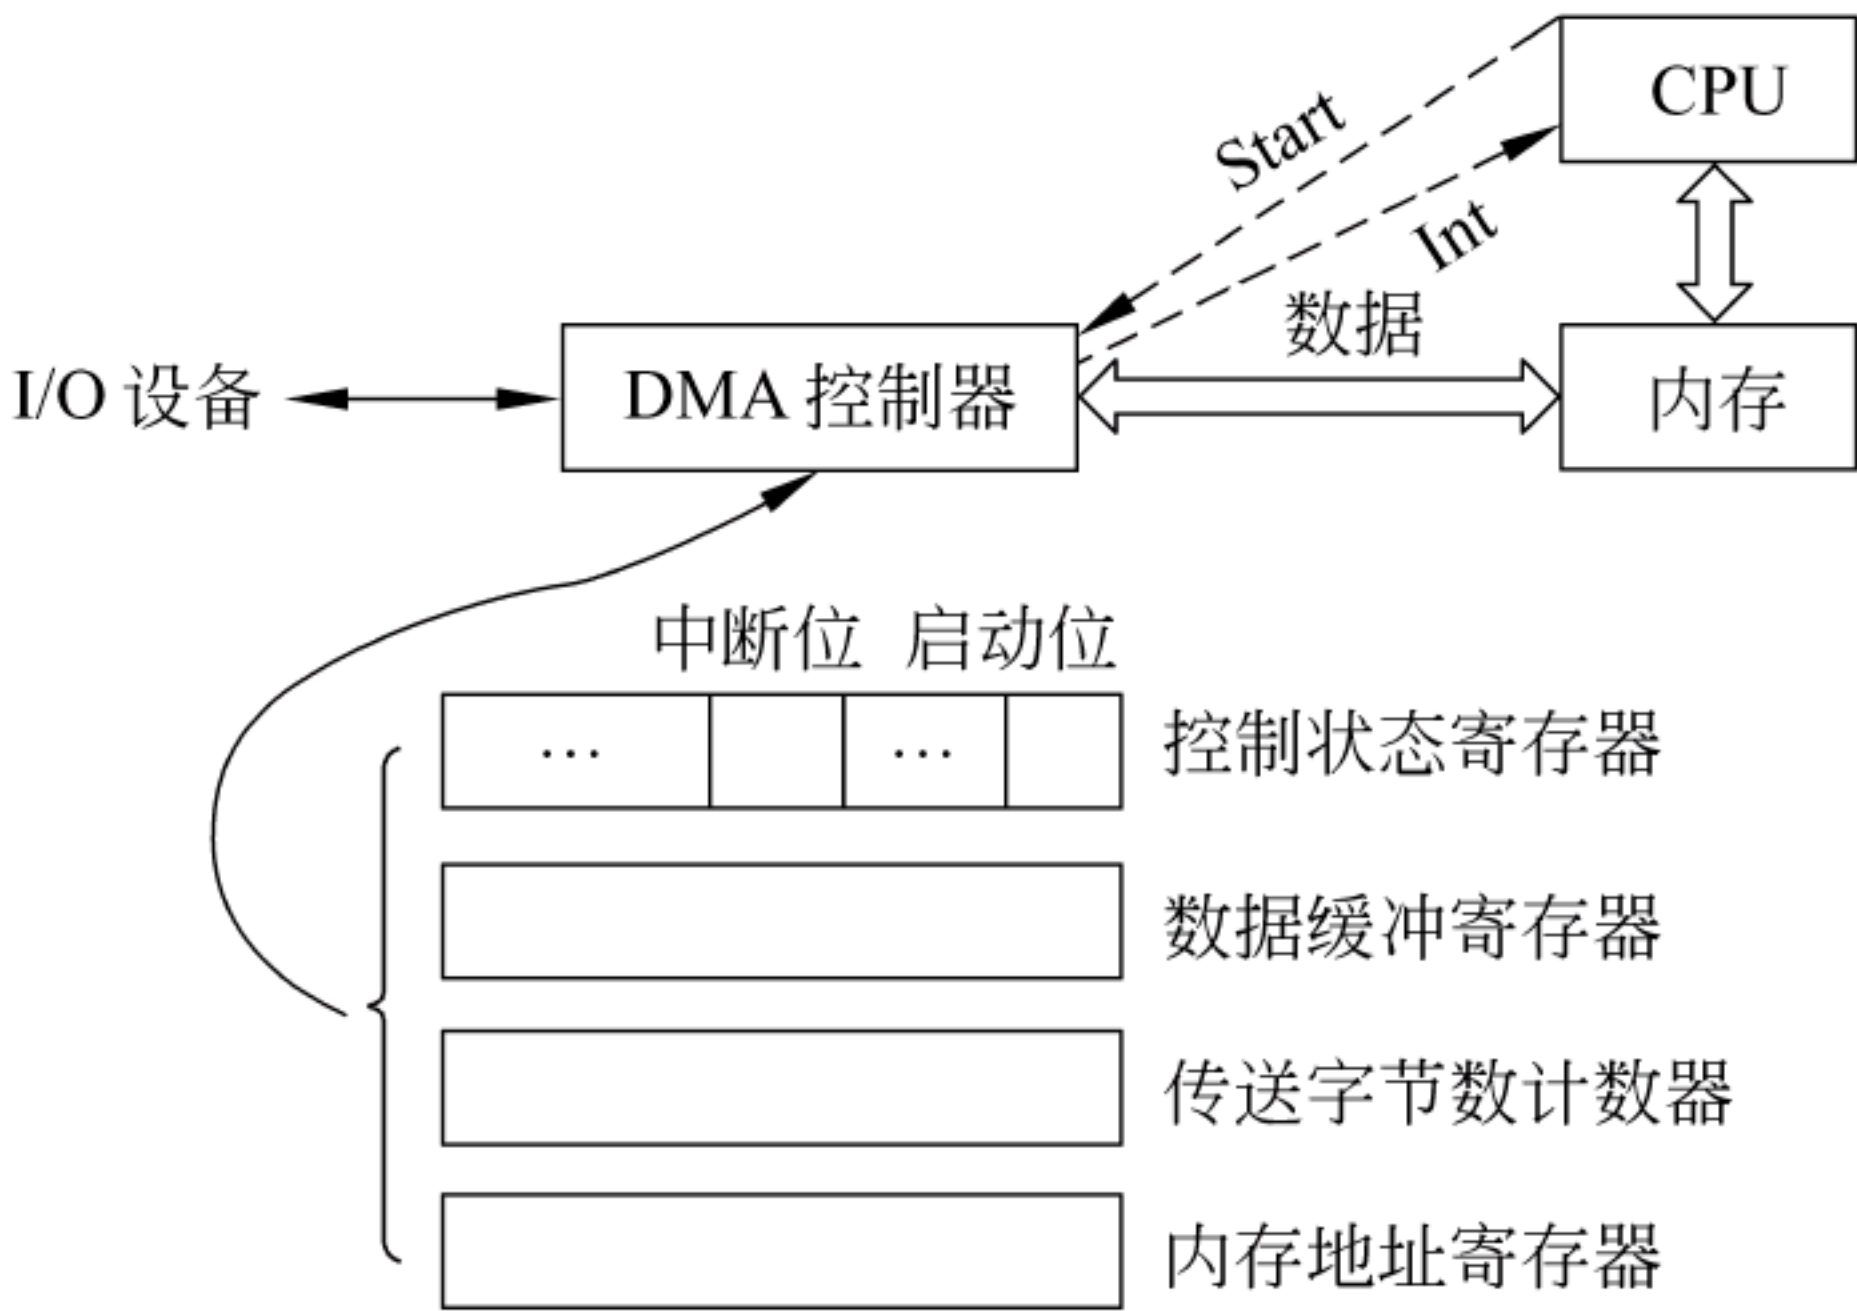 CPU
Start
Int
数据
I/O 设备
DMA 控制器
内存
中断位 启动位
… … 控制状态寄存器
数据缓冲寄存器
传送字节数计数器
内存地址寄存器